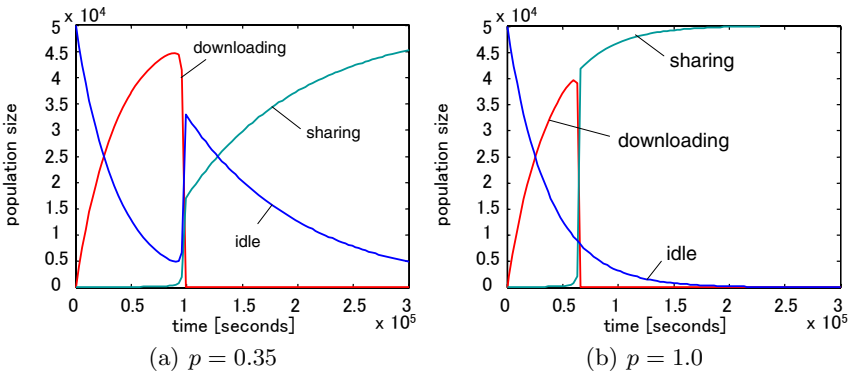 5 x 10^4
4.5
4
3.5
3
2.5
2
1.5
1
0.5
0
population size
downloading
sharing
idle
0 0.5 1 1.5 2 2.5 3
time [seconds] x 10^5
(a) p = 0.35
5 x 10^4
4.5
4
3.5
3
2.5
2
1.5
1
0.5
0
population size
sharing
downloading
idle
0 0.5 1 1.5 2 2.5 3
time [seconds] x 10^5
(b) p = 1.0